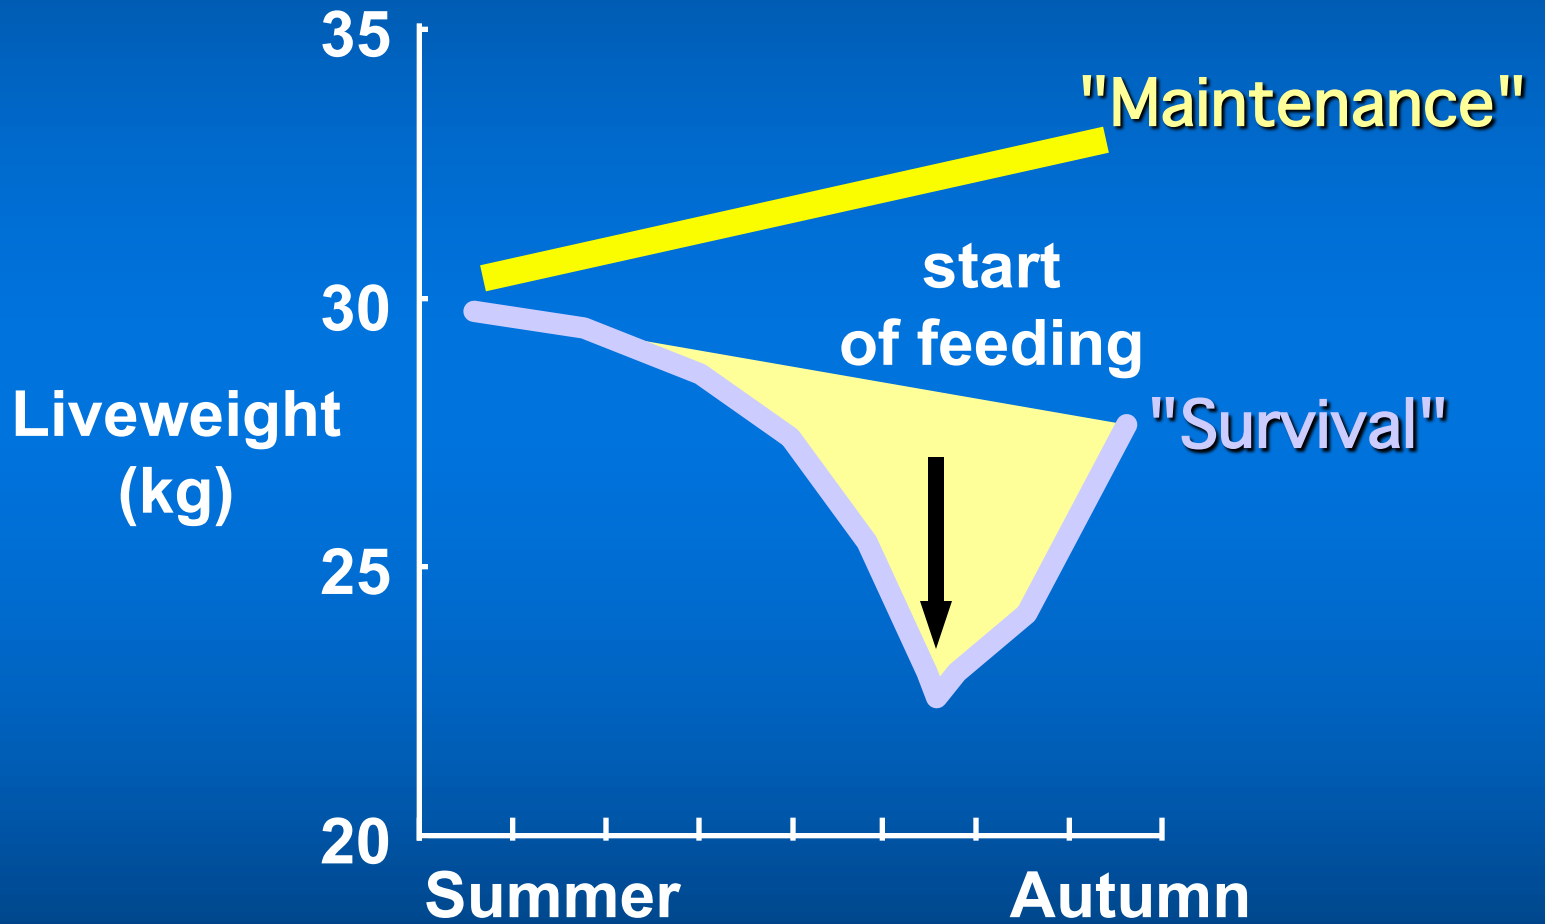 35
"Maintenance"
start
of feeding
30
Liveweight
(kg)
"Survival"
25
20
Summer
Autumn